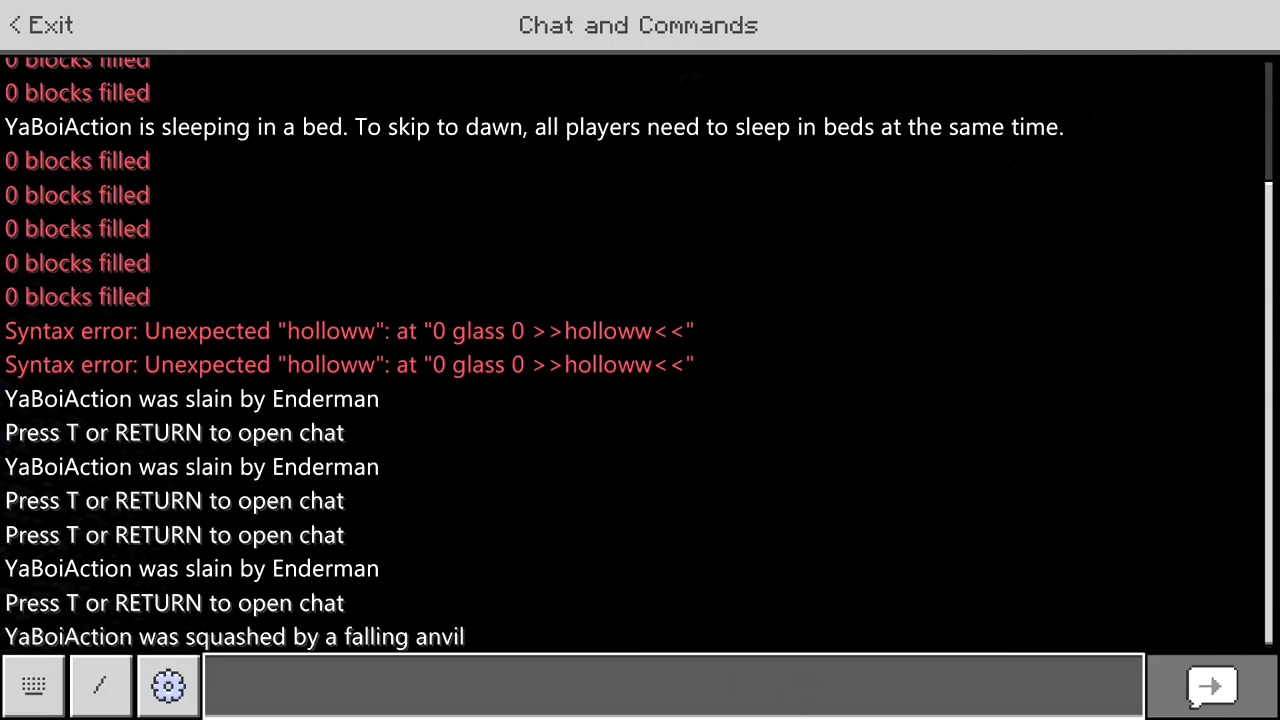 < Exit
Chat and Commands
0 blocks filled
0 blocks filled
YaBoiAction is sleeping in a bed. To skip to dawn, all players need to sleep in beds at the same time.
0 blocks filled
0 blocks filled
0 blocks filled
0 blocks filled
0 blocks filled
Syntax error: Unexpected "holloww": at "0 glass 0 >>holloww<<"
Syntax error: Unexpected "holloww": at "0 glass 0 >>holloww<<"
YaBoiAction was slain by Enderman
Press T or RETURN to open chat
YaBoiAction was slain by Enderman
Press T or RETURN to open chat
Press T or RETURN to open chat
YaBoiAction was slain by Enderman
Press T or RETURN to open chat
YaBoiAction was squashed by a falling anvil
/